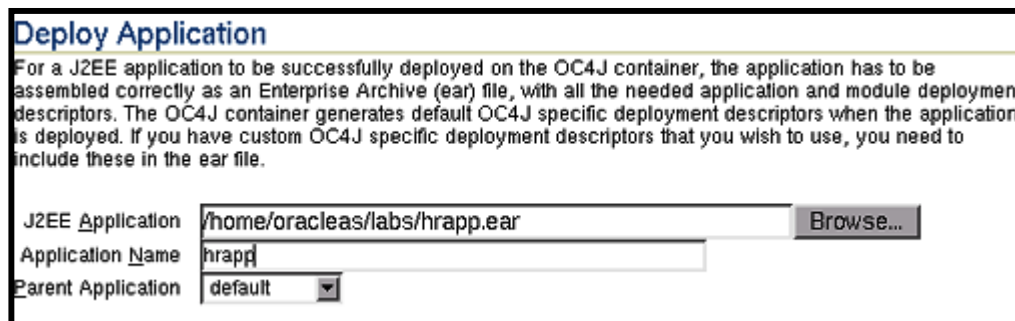 Deploy Application
For a J2EE application to be successfully deployed on the OC4J container, the application has to be
assembled correctly as an Enterprise Archive (ear) file, with all the needed application and module deploymen
descriptors. The OC4J container generates default OC4J specific deployment descriptors when the application
is deployed. If you have custom OC4J specific deployment descriptors that you wish to use, you need to
include these in the ear file.
J2EE Application /home/oracleas/labs/hrapp.ear Browse...
Application Name hrapp
Parent Application default